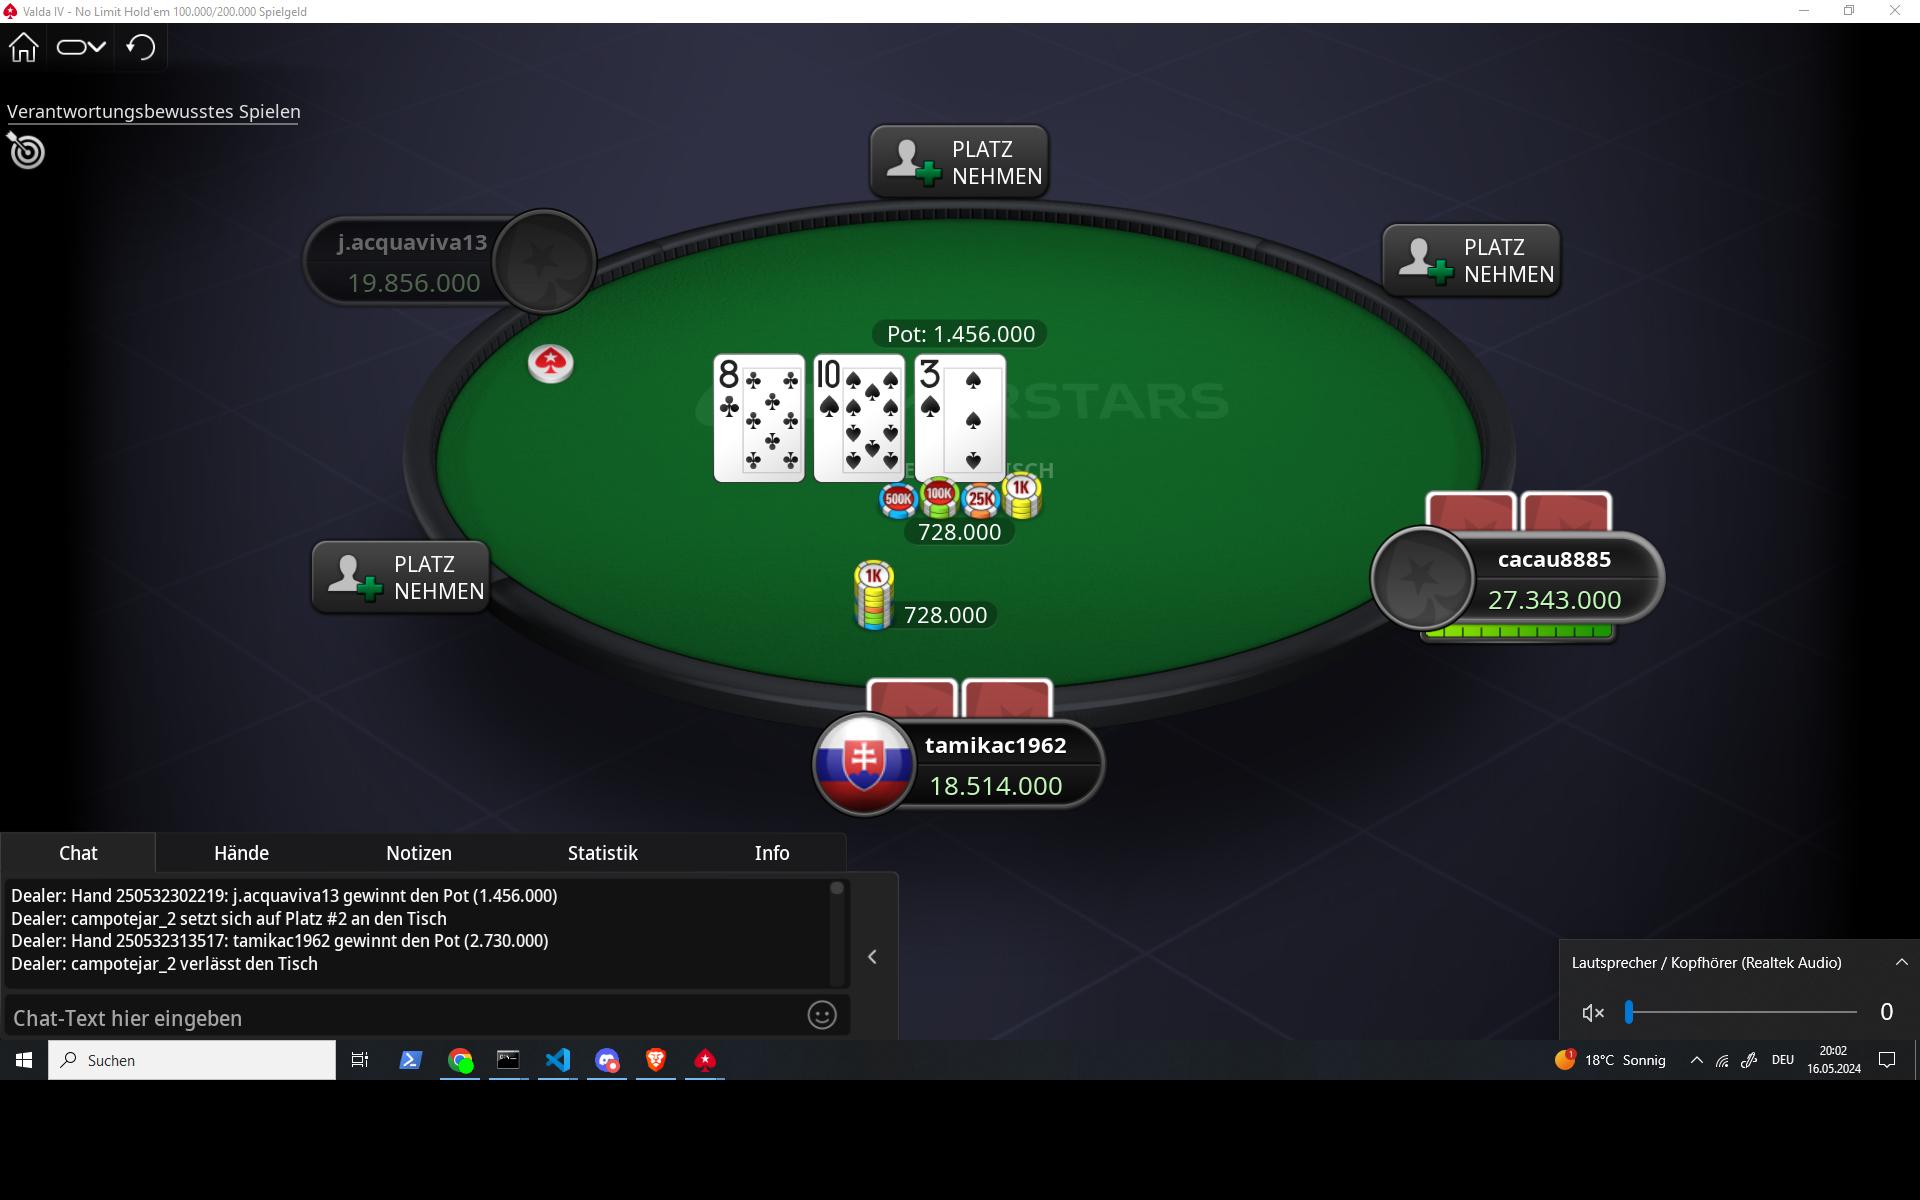 Valda IV - No Limit Hold'em 100.000/200.000 Spielgeld
Verantwortungsbewusstes Spielen
PLATZ
NEHMEN
j.acquaviva13
19.856.000
PLATZ
NEHMEN
Pot: 1.456.000
8
10
3
RSTARS
SCH
500K
100K
25K
1K
728.000
1K
728.000
PLATZ
NEHMEN
cacau8885
27.343.000
tamikac1962
18.514.000
Chat
Hände
Notizen
Statistik
Info
Dealer: Hand 250532302219: j.acquaviva13 gewinnt den Pot (1.456.000)
Dealer: campotejar_2 setzt sich auf Platz #2 an den Tisch
Dealer: Hand 250532313517: tamikac1962 gewinnt den Pot (2.730.000)
Dealer: campotejar_2 verlässt den Tisch
Chat-Text hier eingeben
Lautsprecher / Kopfhörer (Realtek Audio)
0
Suchen
1
18°C Sonnig
DEU
20:02
16.05.2024